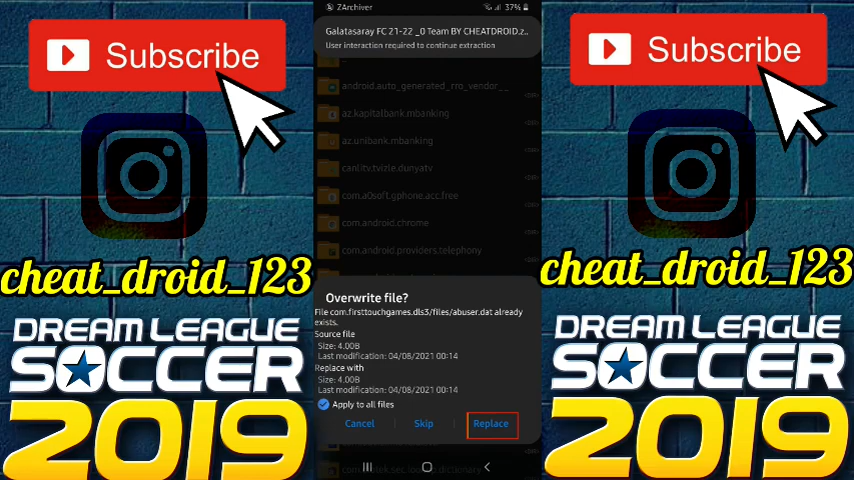 Subscribe
cheat_droid_123
DREAM LEAGUE
SOCCER
2019
ZArchiver
37%
Galatasaray FC 21-22 _0 Team BY CHEATDROID.z..
User interaction required to continue extraction
android.auto_generated_rro_vendor__
az.kapitalbank.mbanking
az.unibank.mbanking
canlitv.tvizle.dunyatv
com.a0soft.gphone.acc.free
com.android.chrome
com.android.providers.telephony
Overwrite file?
File com.firsttouchgames.dls3/files/abuser.dat already
exists.
Source file
Size: 4.00B
Last modification: 04/08/2021 00:14
Replace with
Size: 4.00B
Last modification: 04/08/2021 00:14
Apply to all files
Cancel Skip Replace
Subscribe
cheat_droid_123
DREAM LEAGUE
SOCCER
2019